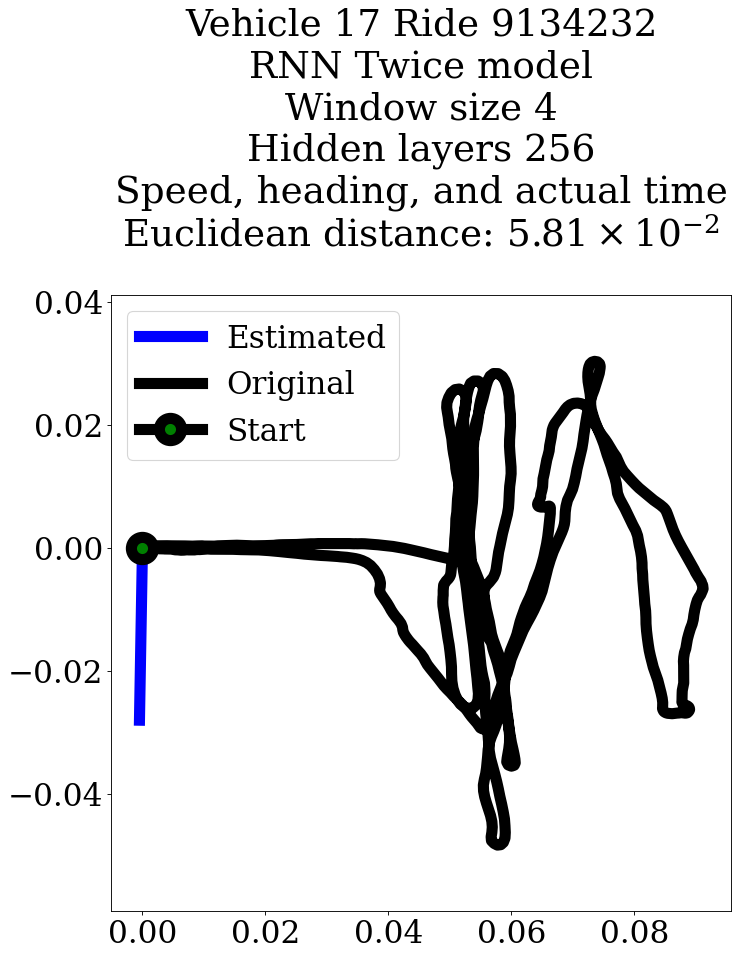 Vehicle 17 Ride 9134232
RNN Twice model
Window size 4
Hidden layers 256
Speed, heading, and actual time
Euclidean distance: 5.81 × 10⁻²
Estimated
Original
Start
0.04
0.02
0.00
−0.02
−0.04
0.00 0.02 0.04 0.06 0.08